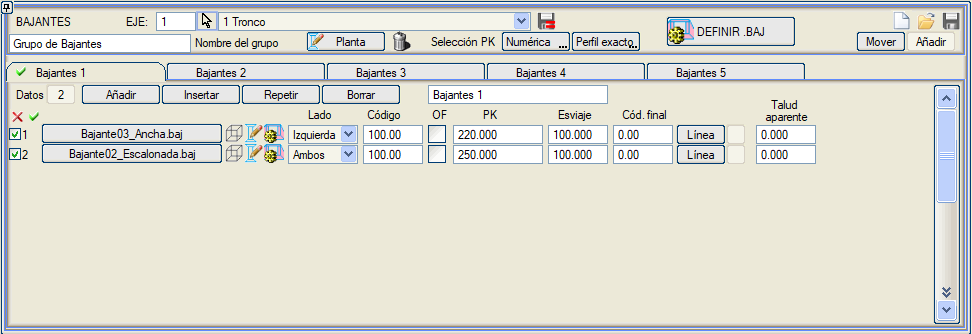 BAJANTES EJE: 1 1 Tronco DEFINIR .BAJ
Grupo de Bajantes Nombre del grupo Planta Selección PK Numérica ... Perfil exacto... Mover Añadir
Bajantes 1 Bajantes 2 Bajantes 3 Bajantes 4 Bajantes 5
Datos 2 Añadir Insertar Repetir Borrar Bajantes 1
Lado Código OF PK Esviaje Cód. final Talud aparente
1 Bajante03_Ancha.baj Izquierda 100.00 220.000 100.000 0.00 Línea 0.000
2 Bajante02_Escalonada.baj Ambos 100.00 250.000 100.000 0.00 Línea 0.000